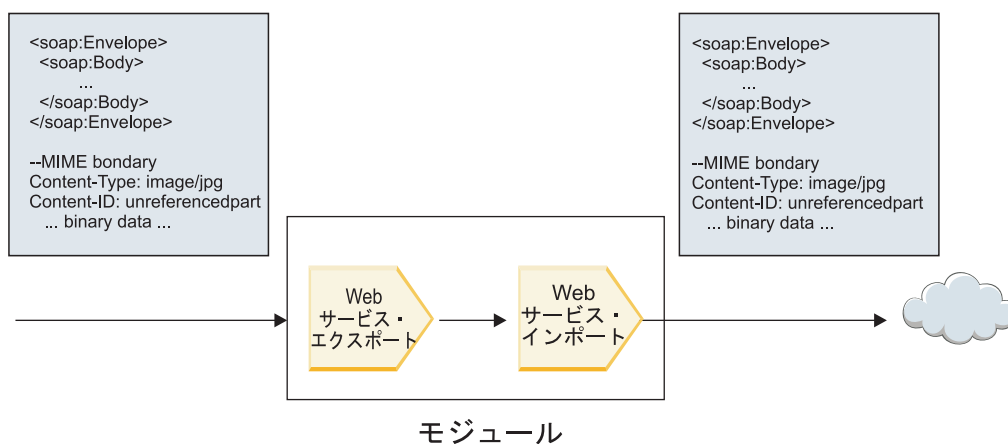 <soap:Envelope>
<soap:Body>
...
</soap:Body>
</soap:Envelope>
--MIME bondary
Content-Type: image/jpg
Content-ID: unreferencedpart
... binary data ...
<soap:Envelope>
<soap:Body>
...
</soap:Body>
</soap:Envelope>
--MIME bondary
Content-Type: image/jpg
Content-ID: unreferencedpart
... binary data ...
Web
サービス・
エクスポート
Web
サービス・
インポート
モジュール